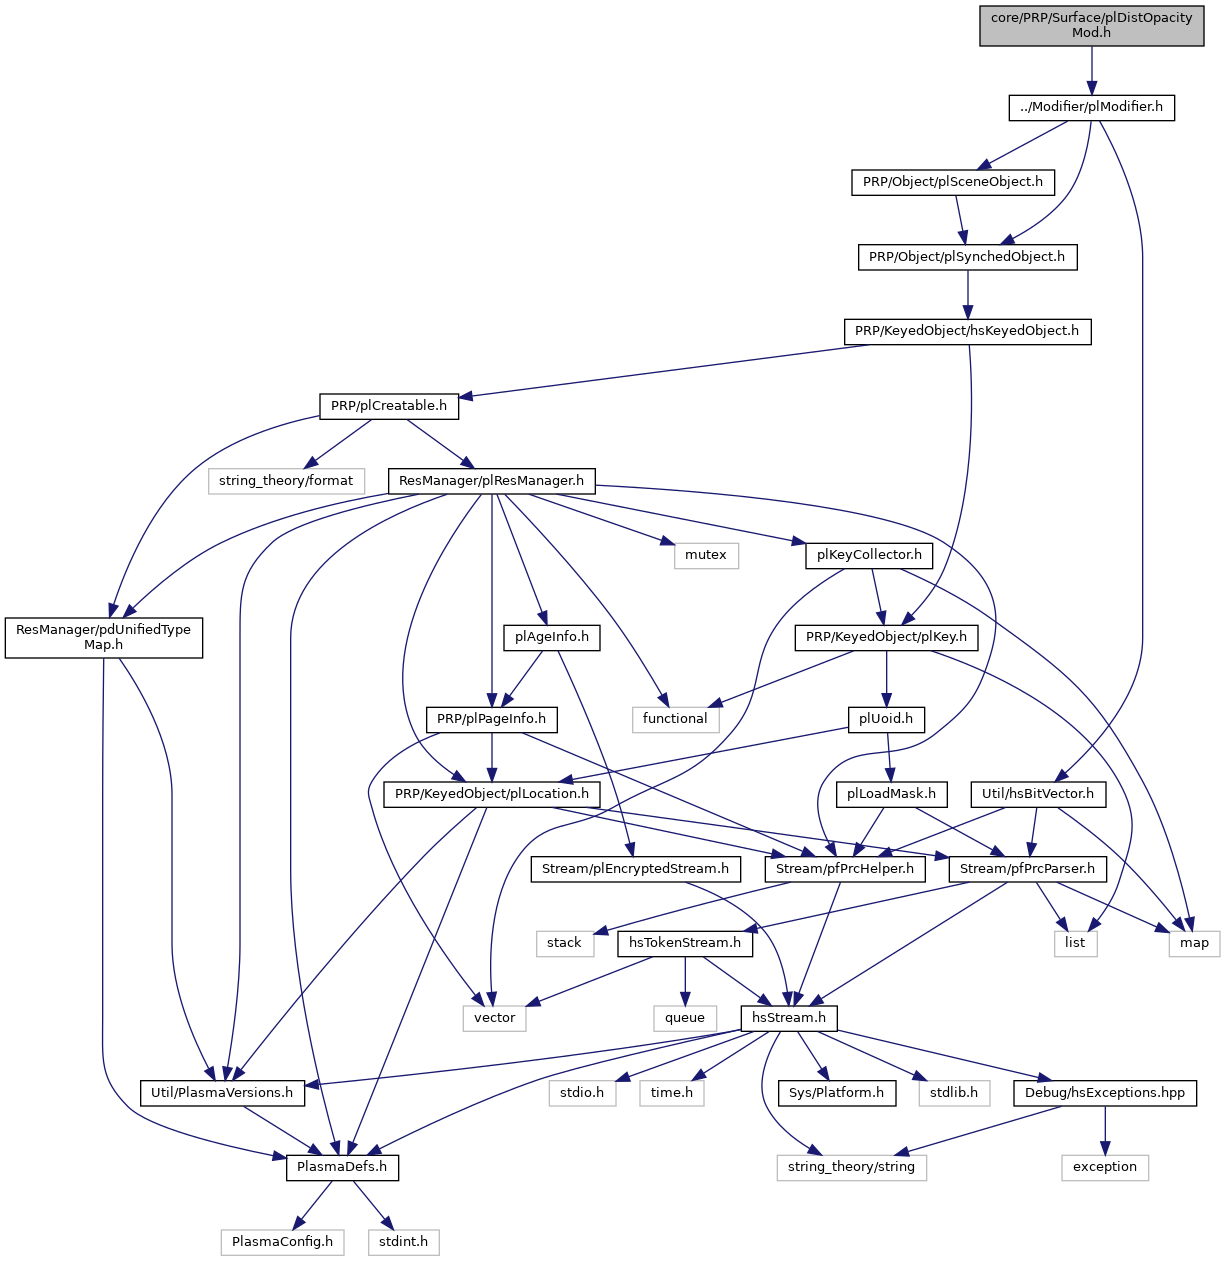 core/PRP/Surface/plDistOpacity
Mod.h
../Modifier/plModifier.h
PRP/Object/plSceneObject.h
PRP/Object/plSynchedObject.h
PRP/KeyedObject/hsKeyedObject.h
PRP/plCreatable.h
string_theory/format
ResManager/plResManager.h
mutex
plKeyCollector.h
ResManager/pdUnifiedType
Map.h
plAgeInfo.h
PRP/KeyedObject/plKey.h
PRP/plPageInfo.h
functional
plUoid.h
PRP/KeyedObject/plLocation.h
plLoadMask.h
Util/hsBitVector.h
Stream/plEncryptedStream.h
Stream/pfPrcHelper.h
Stream/pfPrcParser.h
stack
hsTokenStream.h
list
map
vector
queue
hsStream.h
Util/PlasmaVersions.h
stdio.h
time.h
Sys/Platform.h
stdlib.h
Debug/hsExceptions.hpp
PlasmaDefs.h
string_theory/string
exception
PlasmaConfig.h
stdint.h